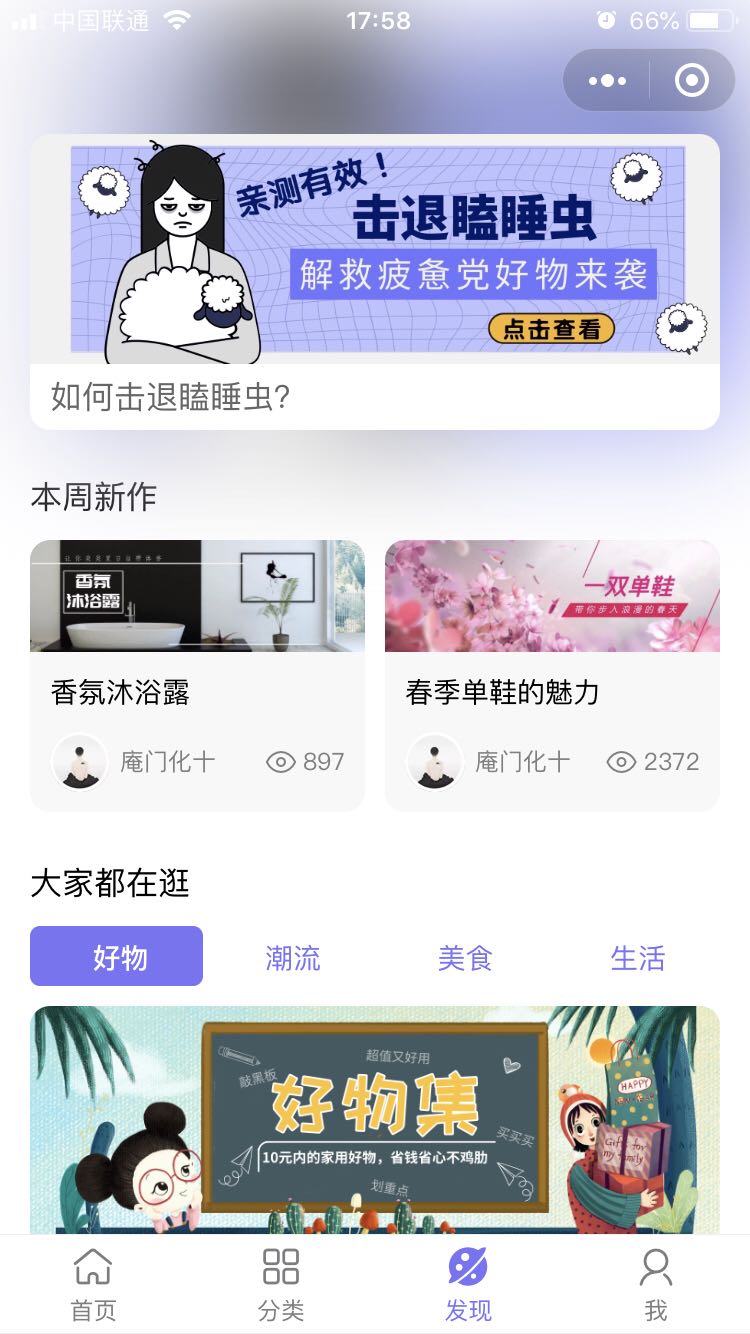 中国联通
17:58
66%
亲测有效！
击退瞌睡虫
解救疲惫党好物来袭
点击查看
如何击退瞌睡虫?
本周新作
香氛
沐浴露
一双单鞋
带你步入浪漫的春天
香氛沐浴露
春季单鞋的魅力
庵门化十
897
庵门化十
2372
大家都在逛
好物
潮流
美食
生活
超值又好用
敲黑板
好物集
买买买
10元内的家用好物，省钱省心不鸡肋
划重点
HAPPY
Gifts for
my family
首页
分类
发现
我